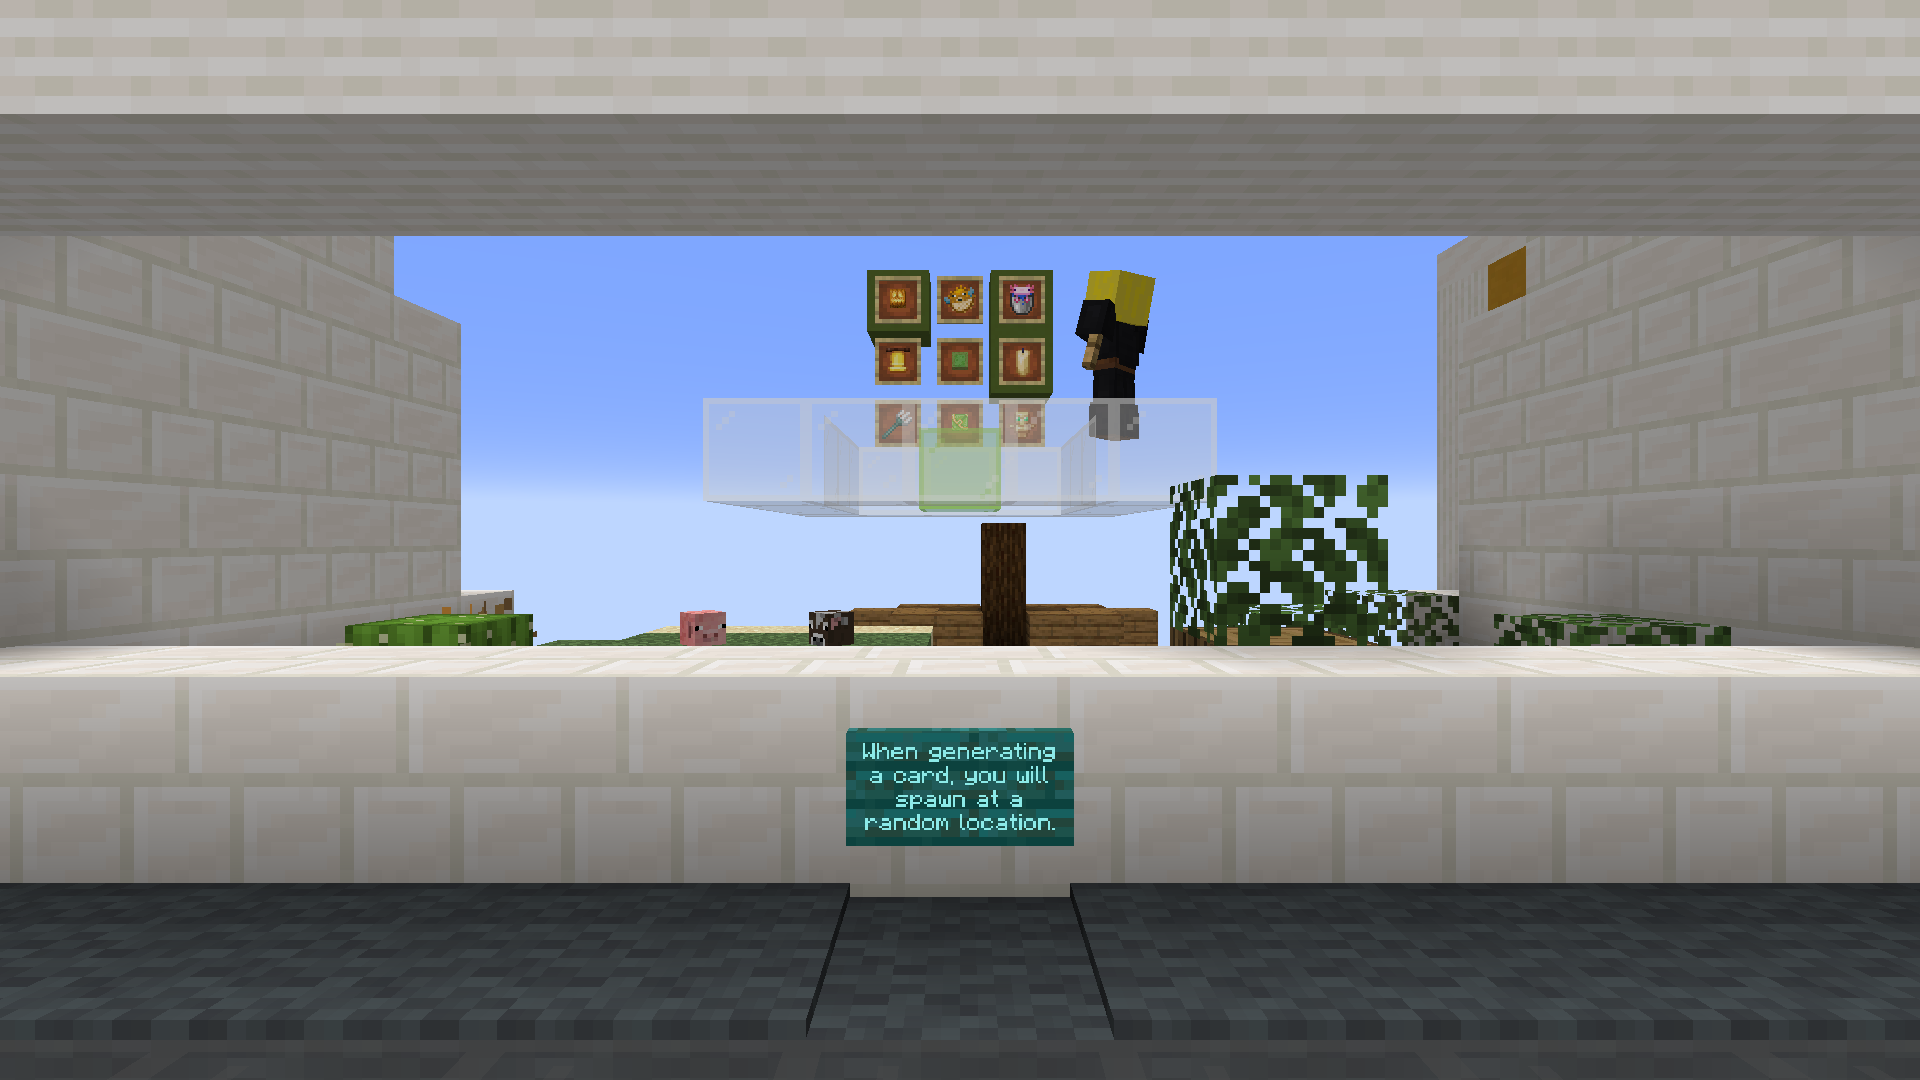 When generating
a card, you will
spawn at a
random location.